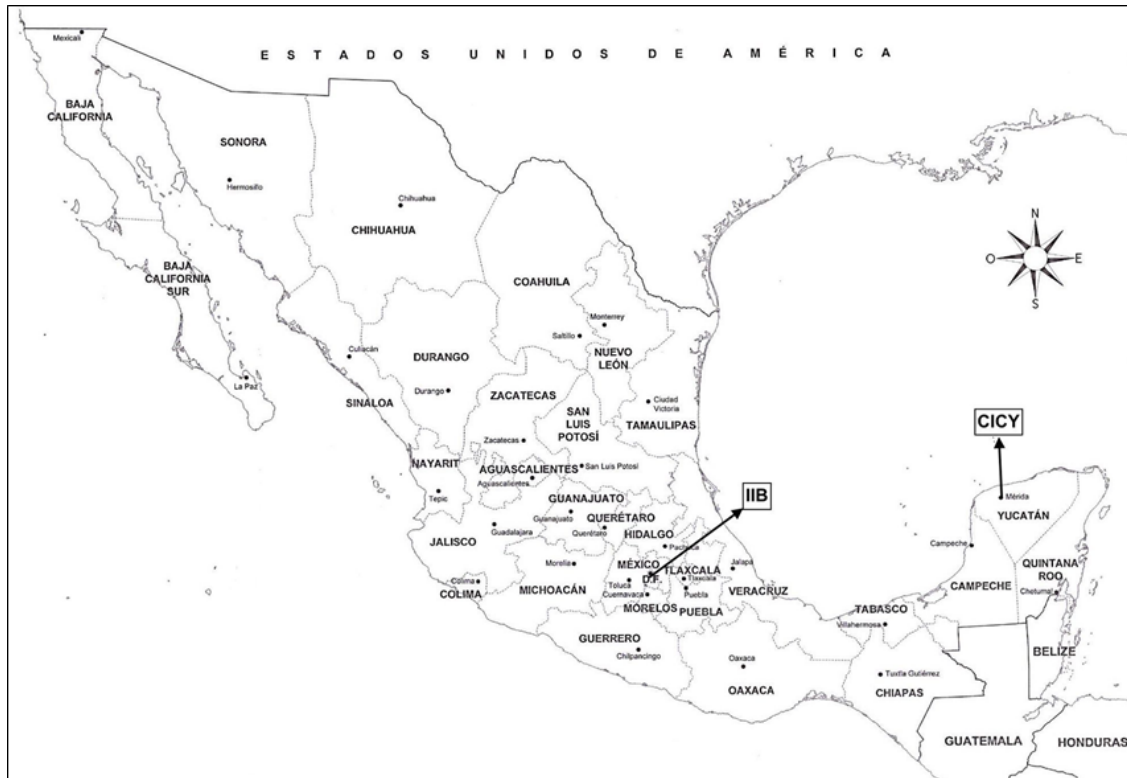 ESTADOS UNIDOS DE AMÉRICA
Mexicali
BAJA
CALIFORNIA
SONORA
Hermosillo
Chihuahua
CHIHUAHUA
N
O
E
S
BAJA
CALIFORNIA
SUR
COAHUILA
Monterrey
Saltillo
NUEVO
LEÓN
Culiacán
DURANGO
Durango
La Paz
SINALOA
ZACATECAS
Ciudad
Victoria
SAN
LUIS
POTOSÍ
TAMAULIPAS
CICY
Zacatecas
NAYARIT
AGUASCALIENTES
San Luis Potosí
Aguascalientes
Tepic
GUANAJUATO
IIB
Mérida
YUCATÁN
Guanajuato
QUERÉTARO
Guadalajara
Querétaro
HIDALGO
JALISCO
Pachuca
Campeche
Morelia
MÉXICO
TLAXCALA
Jalapa
QUINTANA
ROO
Colima
COLIMA
MICHOACÁN
Toluca
D.F.
Tlaxcala
Cuernavaca
Puebla
VERACRUZ
CAMPECHE
Chetumal
MORELOS
PUEBLA
TABASCO
Villahermosa
GUERRERO
Chilpancingo
Oaxaca
OAXACA
BELIZE
Tuxtla Gutiérrez
CHIAPAS
GUATEMALA
HONDURAS